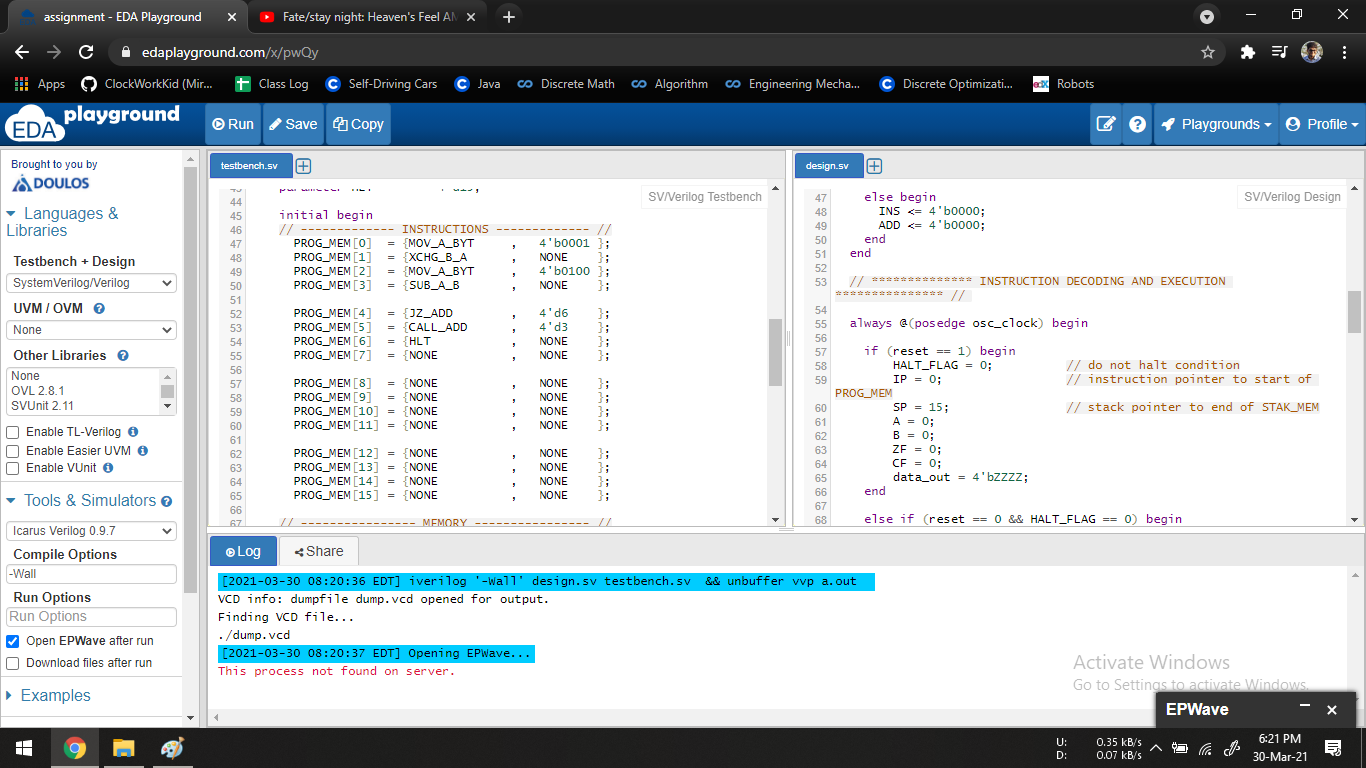 assignment - EDA Playground
Fate/stay night: Heaven's Feel AM
edaplayground.com/x/pwQy
Apps
ClockWorkKid (Mir...
Class Log
Self-Driving Cars
Java
Discrete Math
Algorithm
Engineering Mecha...
Discrete Optimizati...
edX
Robots
EDA playground
Run
Save
Copy
Playgrounds
Profile
Brought to you by
DOULOS
Languages &
Libraries
Testbench + Design
SystemVerilog/Verilog
UVM / OVM
None
Other Libraries
None
OVL 2.8.1
SVUnit 2.11
Enable TL-Verilog
Enable Easier UVM
Enable VUnit
Tools & Simulators
Icarus Verilog 0.9.7
Compile Options
-Wall
Run Options
Run Options
Open EPWave after run
Download files after run
Examples
testbench.sv
SV/Verilog Testbench
44
45 initial begin
46 // ------------- INSTRUCTIONS ------------- //
47 PROG_MEM[0] = {MOV_A_BYT , 4'b0001 };
48 PROG_MEM[1] = {XCHG_B_A , NONE };
49 PROG_MEM[2] = {MOV_A_BYT , 4'b0100 };
50 PROG_MEM[3] = {SUB_A_B , NONE };
51
52 PROG_MEM[4] = {JZ_ADD , 4'd6 };
53 PROG_MEM[5] = {CALL_ADD , 4'd3 };
54 PROG_MEM[6] = {HLT , NONE };
55 PROG_MEM[7] = {NONE , NONE };
56
57 PROG_MEM[8] = {NONE , NONE };
58 PROG_MEM[9] = {NONE , NONE };
59 PROG_MEM[10] = {NONE , NONE };
60 PROG_MEM[11] = {NONE , NONE };
61
62 PROG_MEM[12] = {NONE , NONE };
63 PROG_MEM[13] = {NONE , NONE };
64 PROG_MEM[14] = {NONE , NONE };
65 PROG_MEM[15] = {NONE , NONE };
66
67 // ---------------- MEMORY ---------------- //
design.sv
SV/Verilog Design
47 else begin
48 INS <= 4'b0000;
49 ADD <= 4'b0000;
50 end
51 end
52
53 // ************** INSTRUCTION DECODING AND EXECUTION
*************** //
54
55 always @(posedge osc_clock) begin
56
57 if (reset == 1) begin
58 HALT_FLAG = 0; // do not halt condition
59 IP = 0; // instruction pointer to start of
PROG_MEM
60 SP = 15; // stack pointer to end of STAK_MEM
61 A = 0;
62 B = 0;
63 ZF = 0;
64 CF = 0;
65 data_out = 4'bZZZZ;
66 end
67
68 else if (reset == 0 && HALT_FLAG == 0) begin
Log
Share
[2021-03-30 08:20:36 EDT] iverilog '-Wall' design.sv testbench.sv && unbuffer vvp a.out
VCD info: dumpfile dump.vcd opened for output.
Finding VCD file...
./dump.vcd
[2021-03-30 08:20:37 EDT] Opening EPWave...
This process not found on server.
Activate Windows
Go to Settings to activate Windows.
EPWave
U: 0.35 kB/s
D: 0.07 kB/s
6:21 PM
30-Mar-21